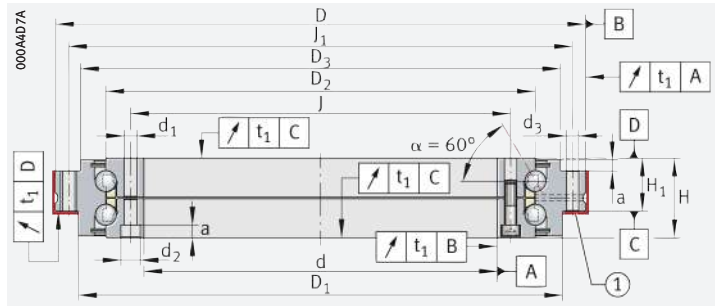 000A4D7A
D
B
J1
D3
t1 A
D2
J
d1
t1 C
α = 60°
d3
D
t1 D
t1 C
a
H1
H
a
t1 B
C
d2
d
A
1
D1